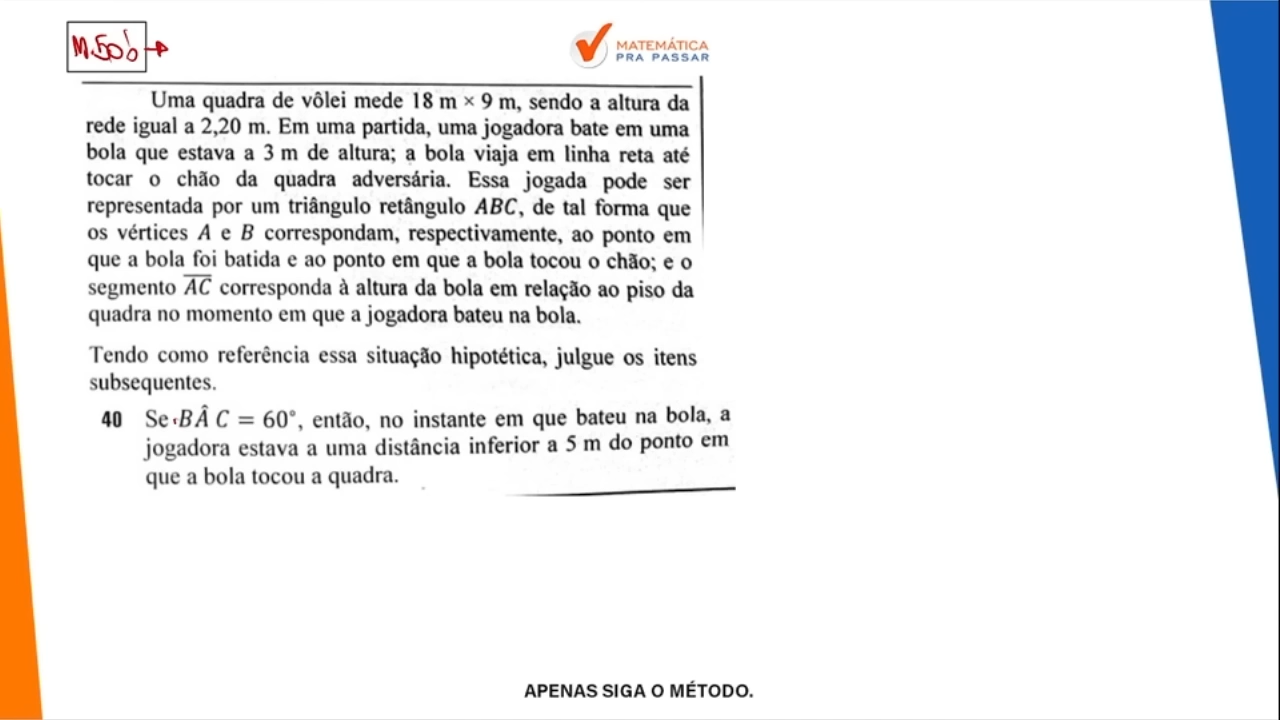 M.500
MATEMÁTICA
PRA PASSAR
Uma quadra de vôlei mede 18 m × 9 m, sendo a altura da
rede igual a 2,20 m. Em uma partida, uma jogadora bate em uma
bola que estava a 3 m de altura; a bola viaja em linha reta até
tocar o chão da quadra adversária. Essa jogada pode ser
representada por um triângulo retângulo ABC, de tal forma que
os vértices A e B correspondam, respectivamente, ao ponto em
que a bola foi batida e ao ponto em que a bola tocou o chão; e o
segmento A̅C̅ corresponda à altura da bola em relação ao piso da
quadra no momento em que a jogadora bateu na bola.
Tendo como referência essa situação hipotética, julgue os itens
subsequentes.
40 Se BÂC = 60°, então, no instante em que bateu na bola, a
jogadora estava a uma distância inferior a 5 m do ponto em
que a bola tocou a quadra.
APENAS SIGA O MÉTODO.